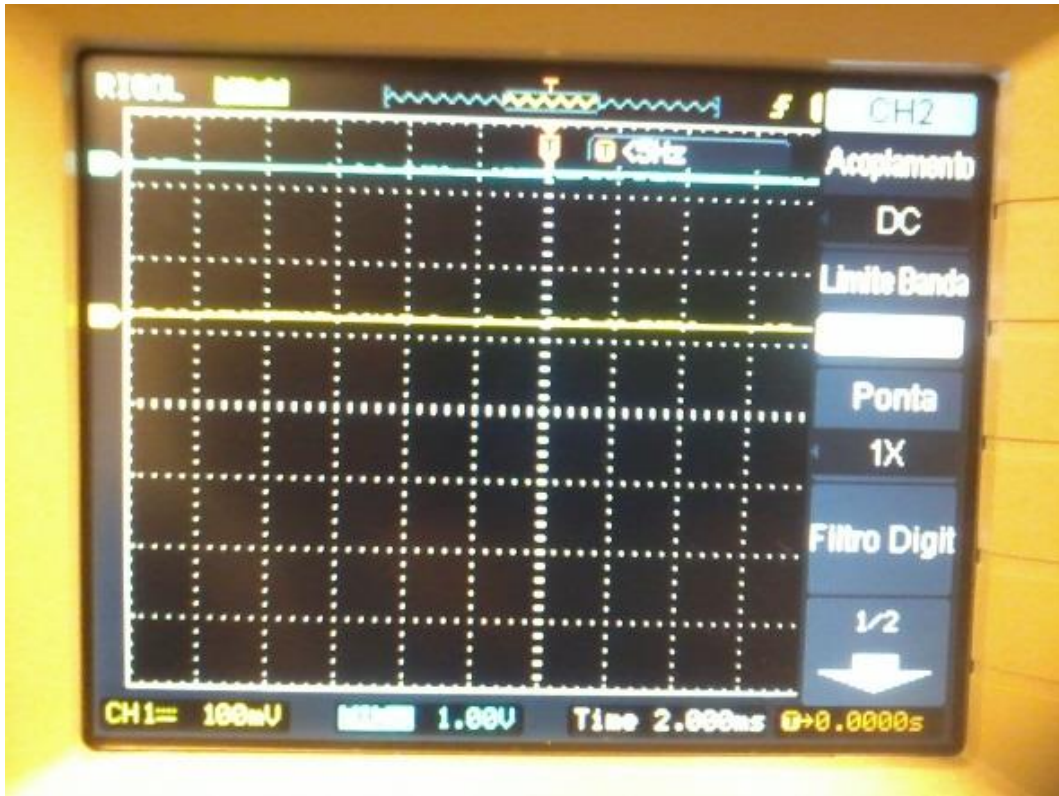 RIGOL
T
T <5Hz
T
CH2
Acoplamento
DC
Limite Banda
Ponta
1X
Filtro Digit
1/2
CH1 100mV
1.00V
Time 2.000ms
T→0.0000s